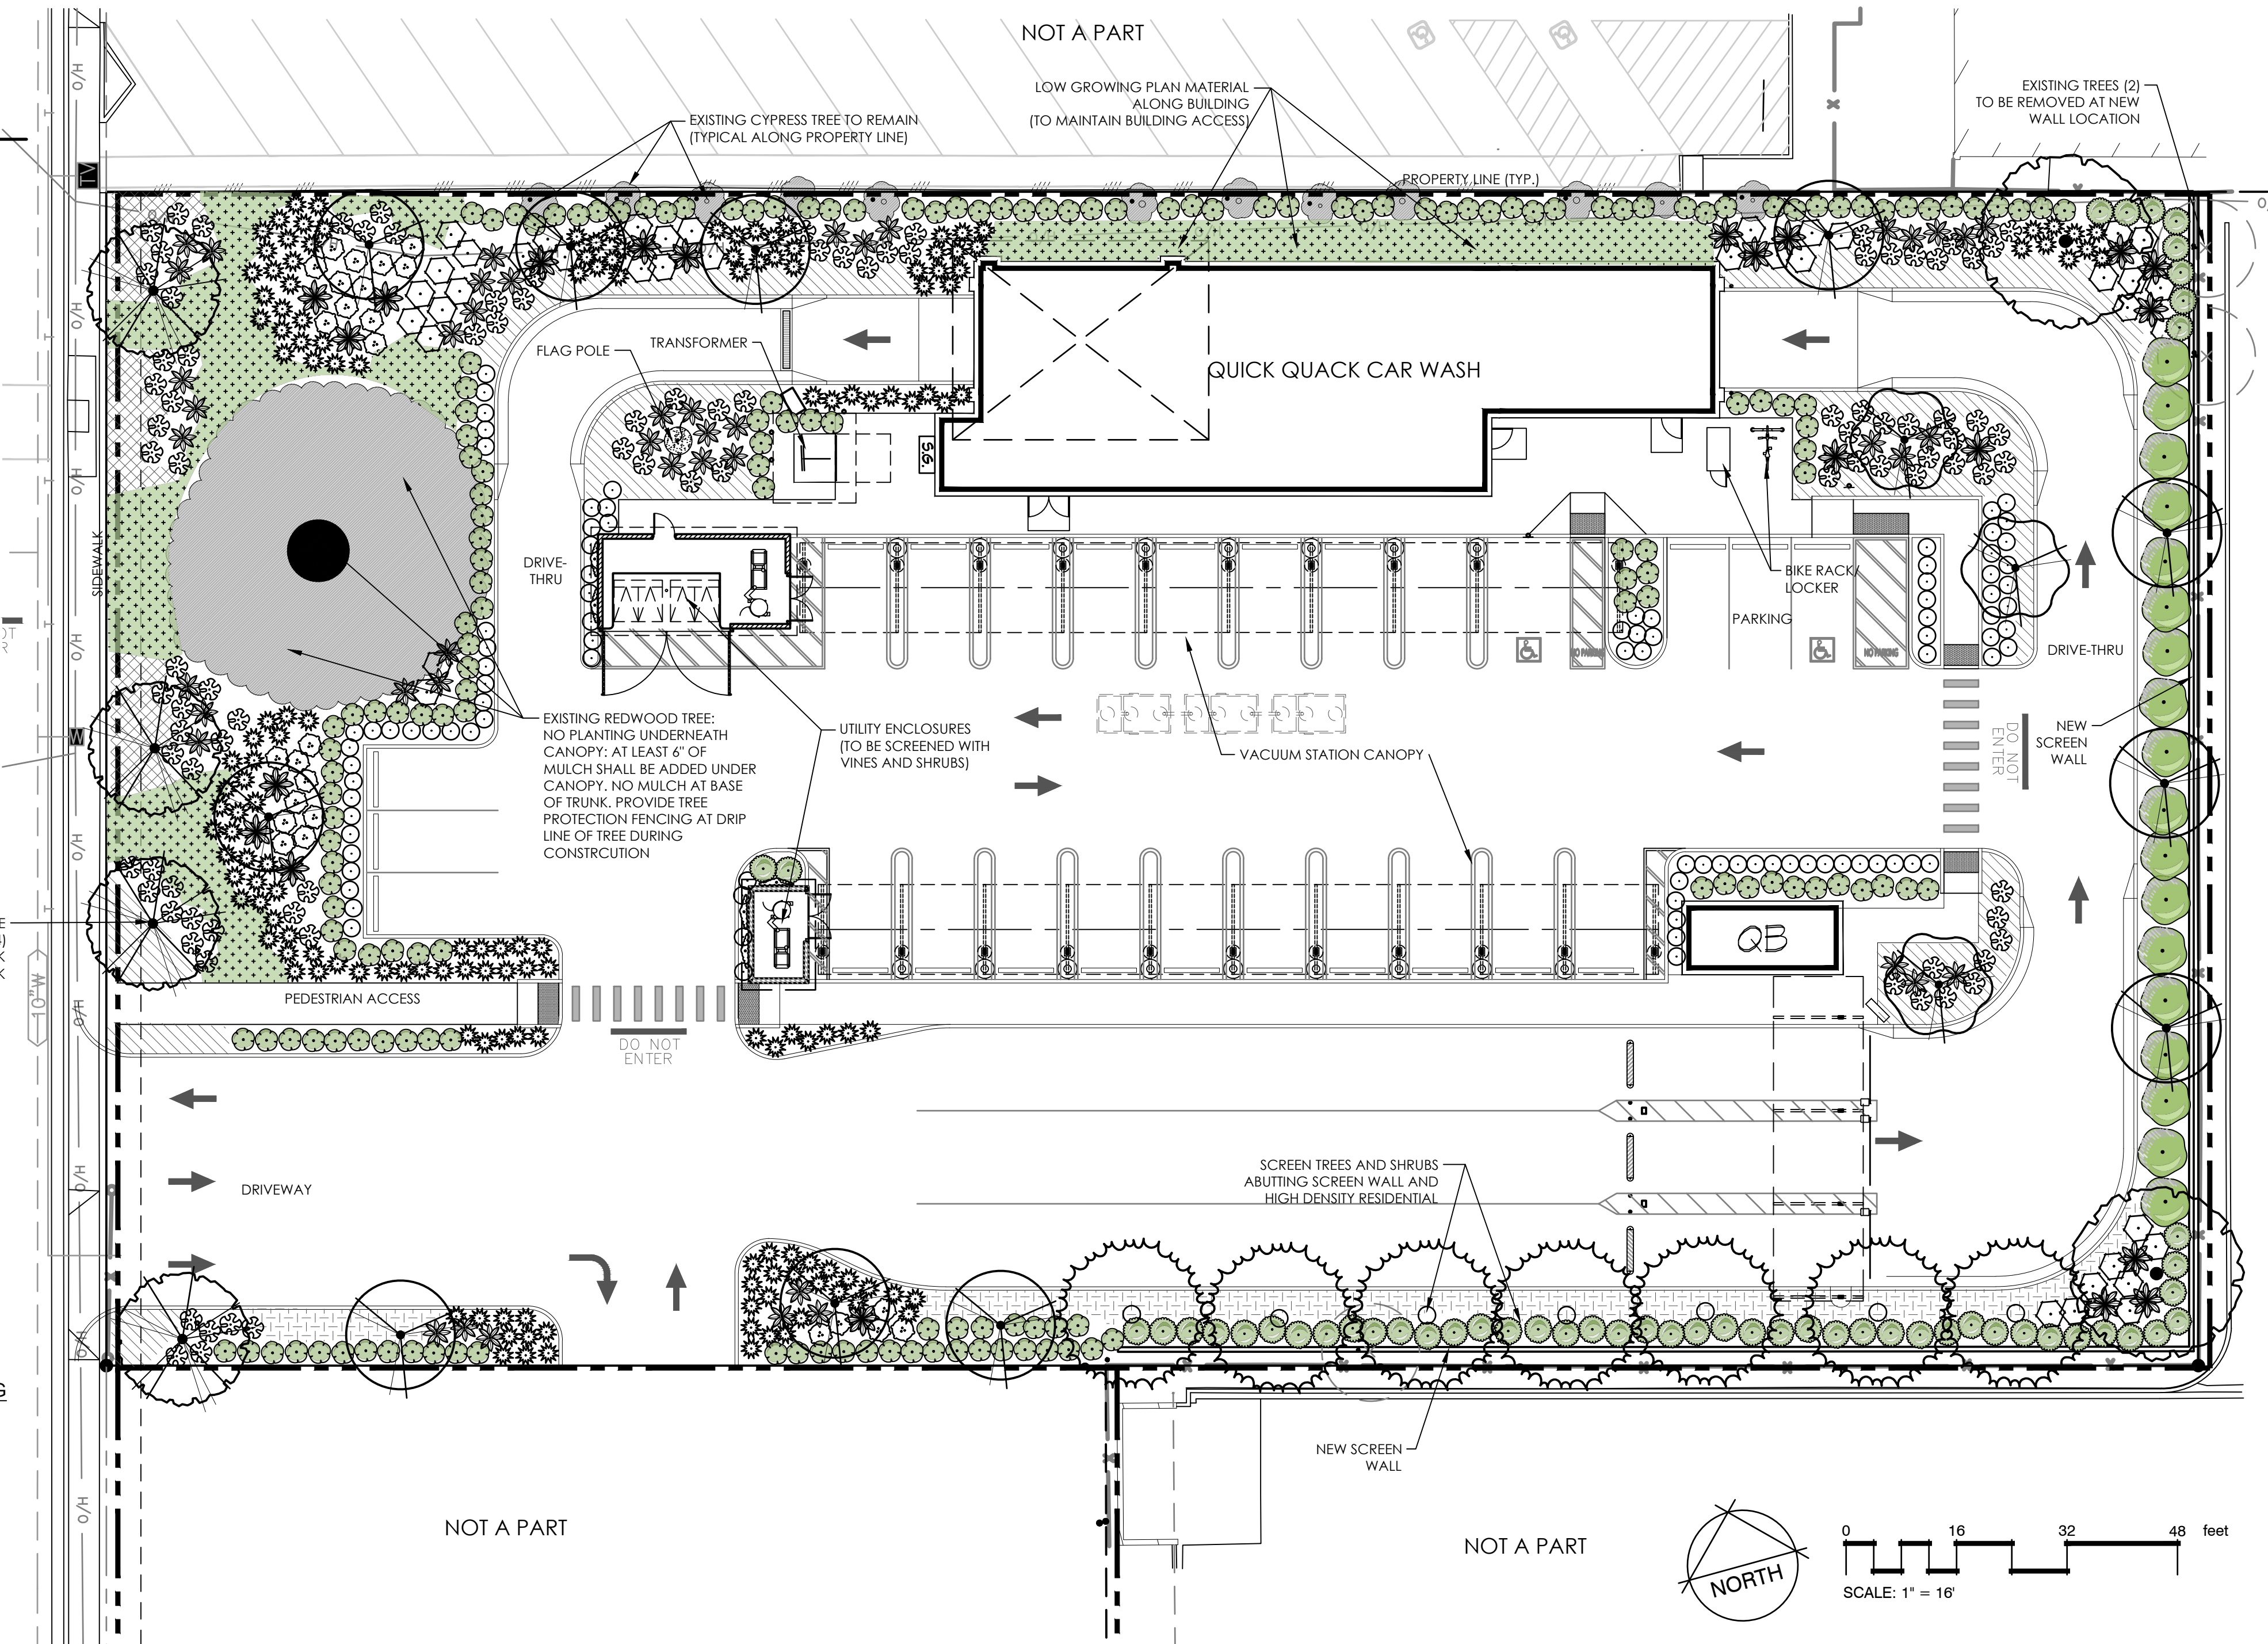 NOT A PART
LOW GROWING PLAN MATERIAL
ALONG BUILDING
(TO MAINTAIN BUILDING ACCESS)
EXISTING TREES (2)
TO BE REMOVED AT NEW
WALL LOCATION
EXISTING CYPRESS TREE TO REMAIN
(TYPICAL ALONG PROPERTY LINE)
H/O
TV
PROPERTY LINE (TYP.)
H/O
FLAG POLE
TRANSFORMER
QUICK QUACK CAR WASH
S.G.
H/O
SIDEWALK
DRIVE-
THRU
BIKE RACK/
LOCKER
PARKING
H/O
NO PARKING
NO PARKING
DRIVE-THRU
EXISTING REDWOOD TREE:
NO PLANTING UNDERNEATH
CANOPY: AT LEAST 6" OF
MULCH SHALL BE ADDED UNDER
CANOPY. NO MULCH AT BASE
OF TRUNK. PROVIDE TREE
PROTECTION FENCING AT DRIP
LINE OF TREE DURING
CONSTRCUTION
UTILITY ENCLOSURES
(TO BE SCREENED WITH
VINES AND SHRUBS)
VACUUM STATION CANOPY
DO NOT
ENTER
NEW
SCREEN
WALL
W
H/O
QB
10"W
PEDESTRIAN ACCESS
H/O
DO NOT
ENTER
H/O
DRIVEWAY
SCREEN TREES AND SHRUBS
ABUTTING SCREEN WALL AND
HIGH DENSITY RESIDENTIAL
H/O
NEW SCREEN
WALL
H/O
NOT A PART
NOT A PART
NORTH
0 16 32 48 feet
SCALE: 1" = 16'